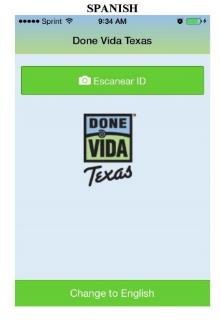 SPANISH
Sprint 9:34 AM
Done Vida Texas
Escanear ID
DONE
VIDA
Texas
Change to English